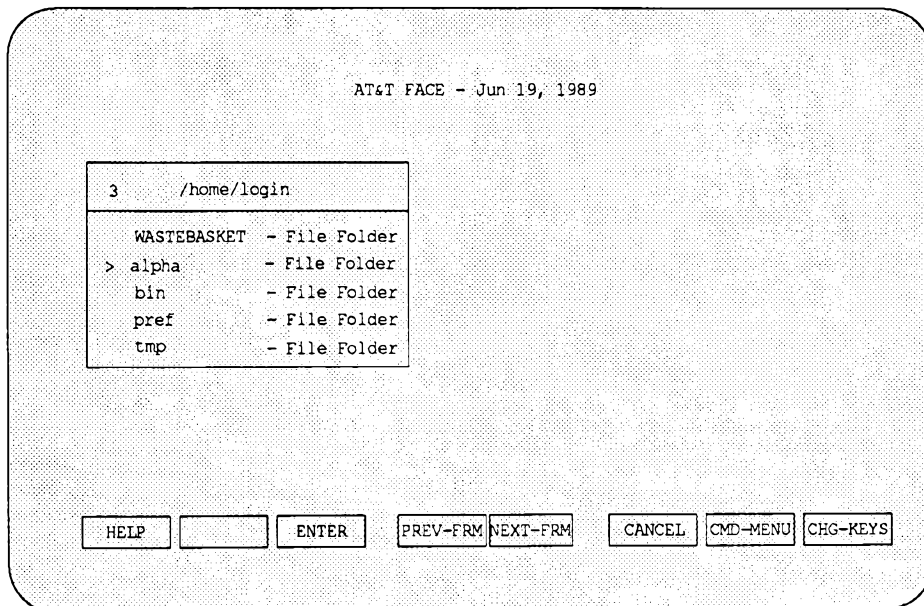 AT&T FACE - Jun 19, 1989
3 /home/login
WASTEBASKET - File Folder
> alpha - File Folder
bin - File Folder
pref - File Folder
tmp - File Folder
HELP ENTER PREV-FRM NEXT-FRM CANCEL CMD-MENU CHG-KEYS